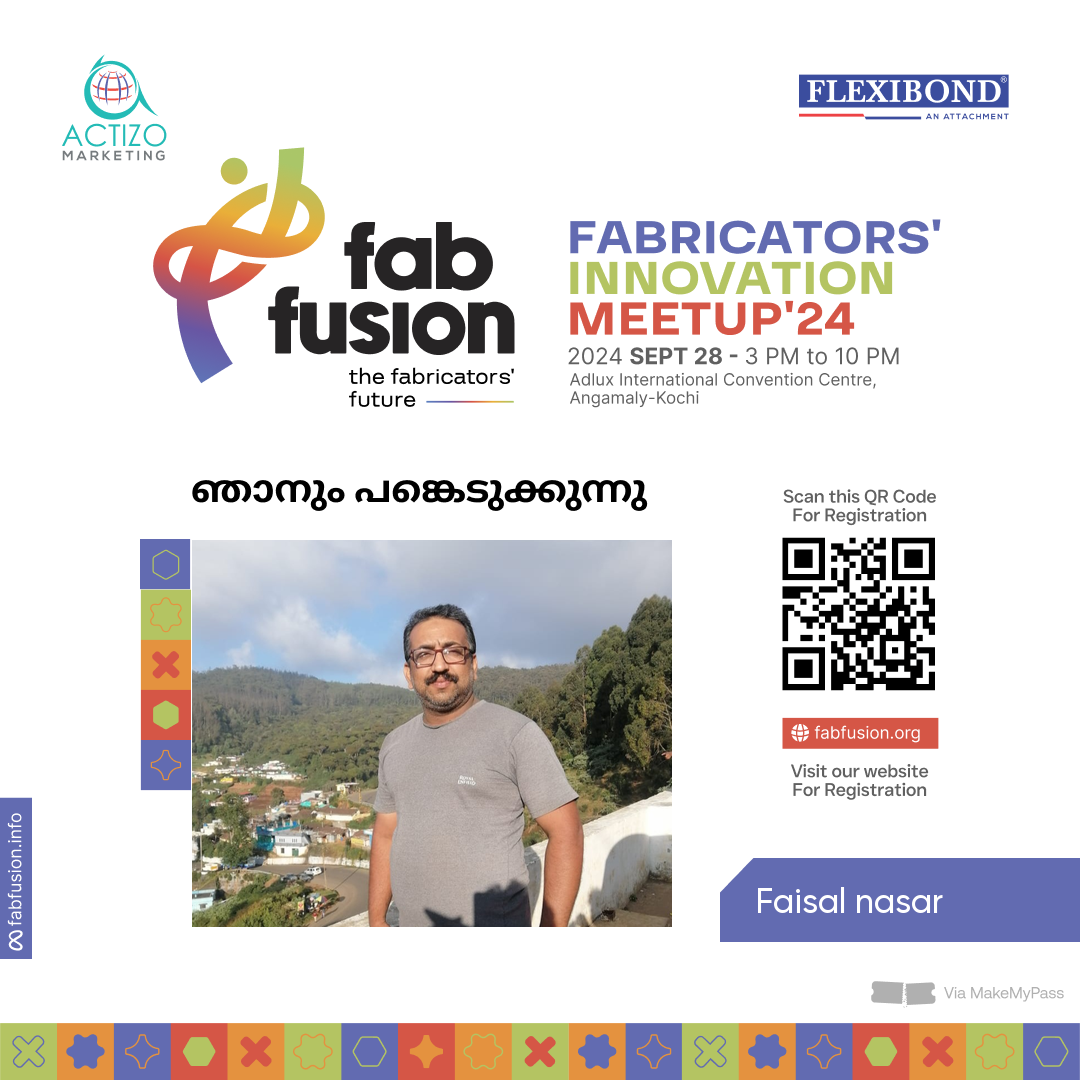 ACTIZO
MARKETING
FLEXIBOND®
AN ATTACHMENT
fab
fusion
the fabricators'
future
FABRICATORS'
INNOVATION
MEETUP'24
2024 SEPT 28 - 3 PM to 10 PM
Adlux International Convention Centre,
Angamaly-Kochi
ഞാനും പങ്കെടുക്കുന്നു
Scan this QR Code
For Registration
fabfusion.org
Visit our website
For Registration
ROYAL
ENFIELD
fabfusion.info
Faisal nasar
Via MakeMyPass